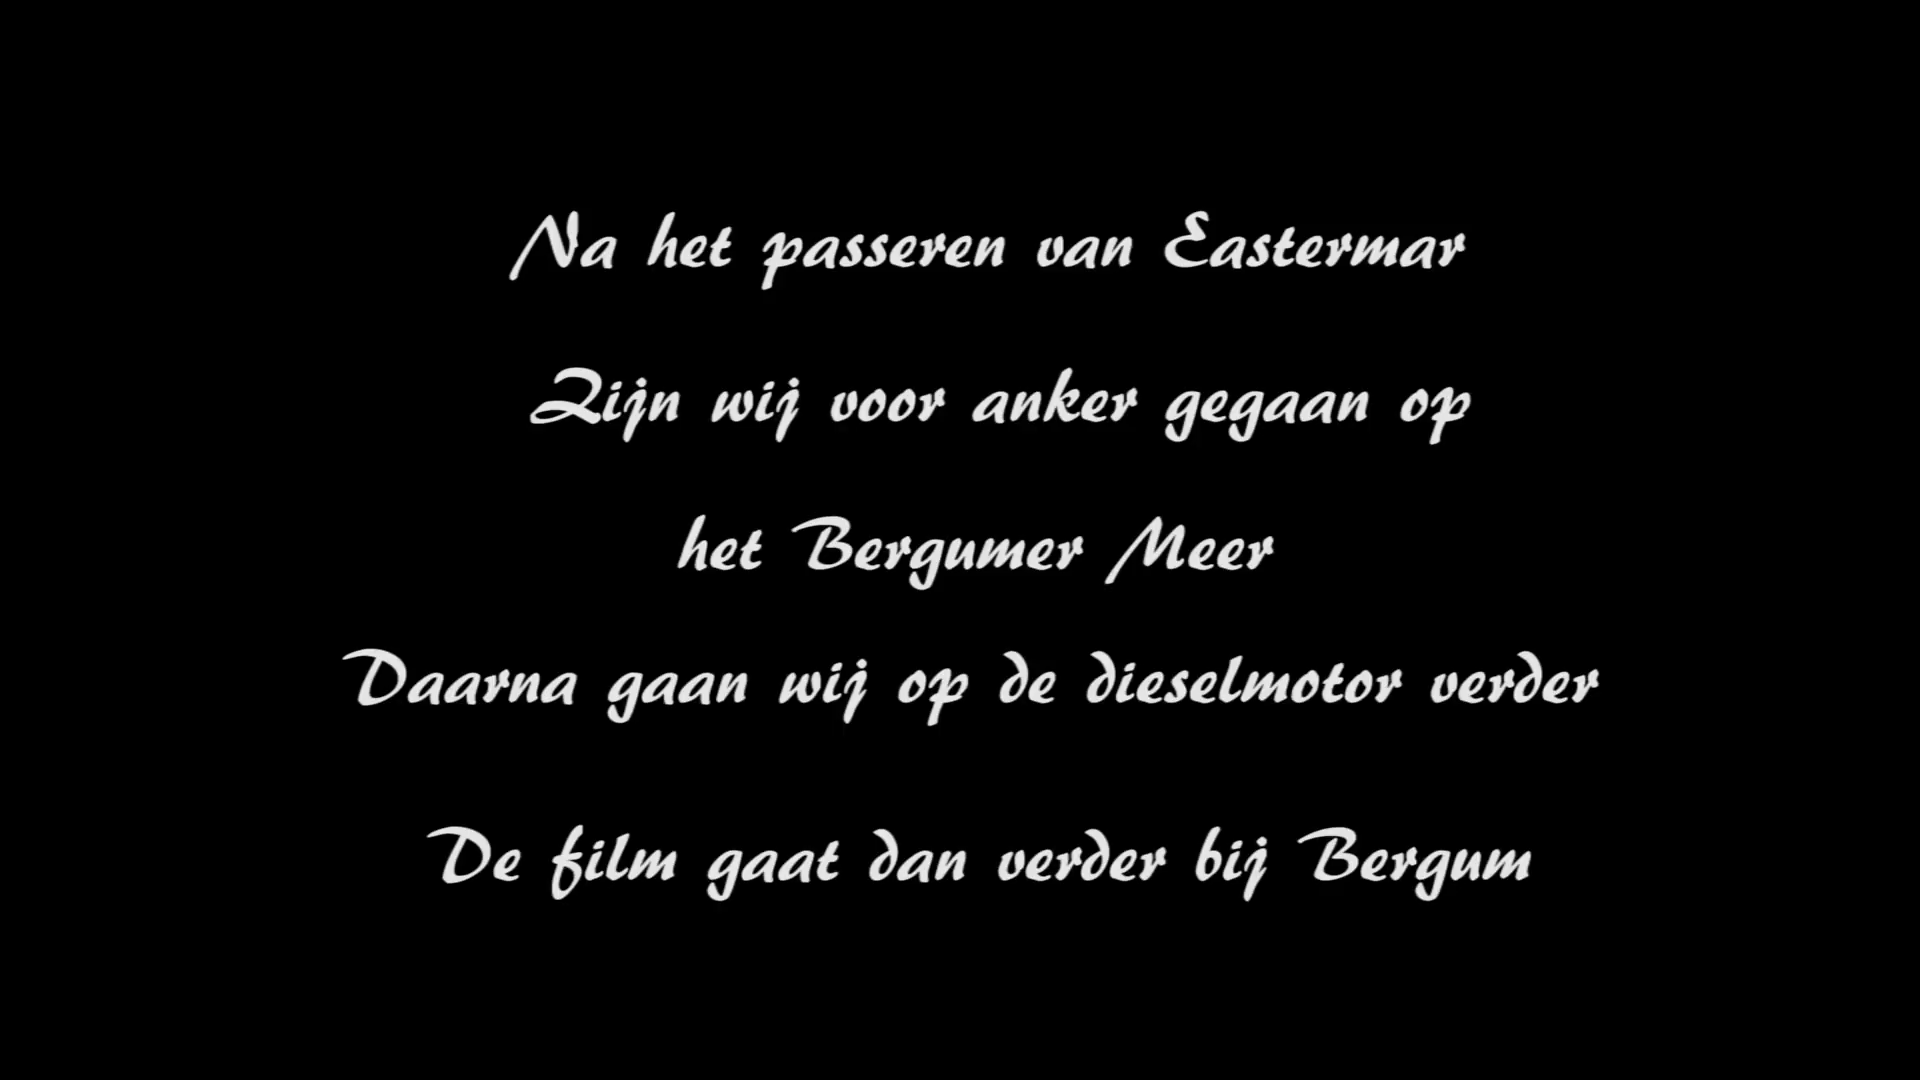 Na het passeren van Eastermar
Zijn wij voor anker gegaan op
het Bergumer Meer
Daarna gaan wij op de dieselmotor verder
De film gaat dan verder bij Bergum